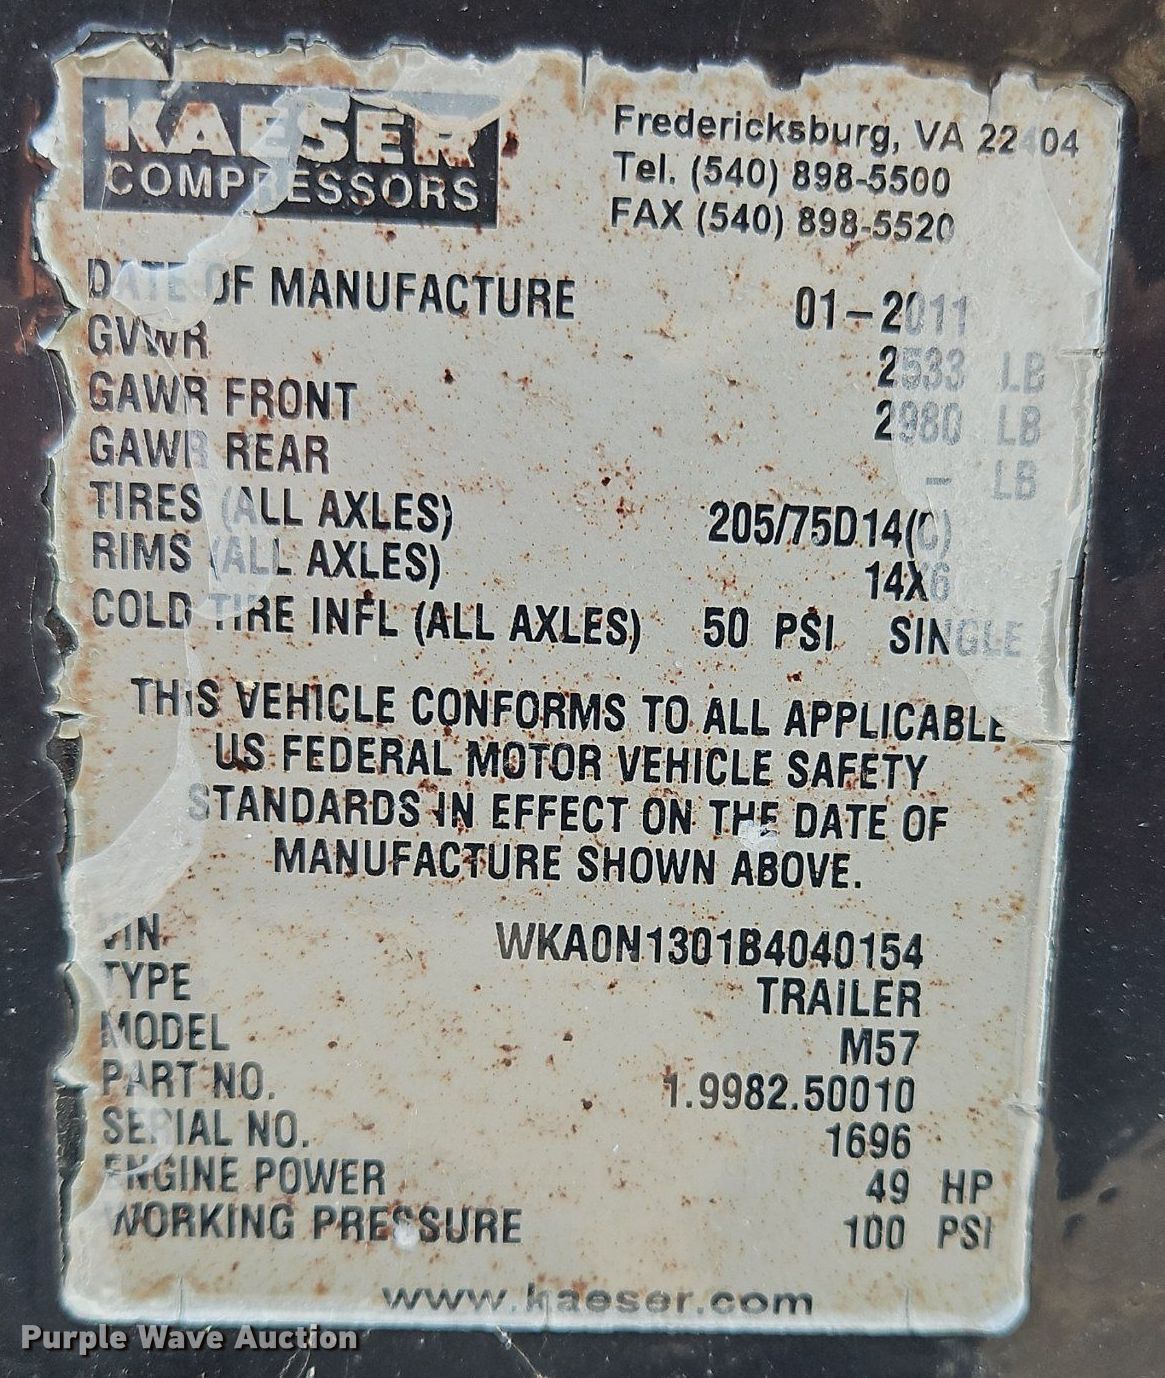 KAESER
COMPRESSORS
Fredericksburg, VA 22404
Tel. (540) 898-5500
FAX (540) 898-5520
DATE OF MANUFACTURE 01-2011
GVWR 2533 LB
GAWR FRONT 2980 LB
GAWR REAR - LB
TIRES (ALL AXLES) 205/75D14(C)
RIMS (ALL AXLES) 14X6
COLD TIRE INFL (ALL AXLES) 50 PSI SINGLE
THIS VEHICLE CONFORMS TO ALL APPLICABLE
US FEDERAL MOTOR VEHICLE SAFETY
STANDARDS IN EFFECT ON THE DATE OF
MANUFACTURE SHOWN ABOVE.
VIN WKA0N1301B4040154
TYPE TRAILER
MODEL M57
PART NO. 1.9982.50010
SERIAL NO. 1696
ENGINE POWER 49 HP
WORKING PRESSURE 100 PSI
www.kaeser.com
Purple Wave Auction